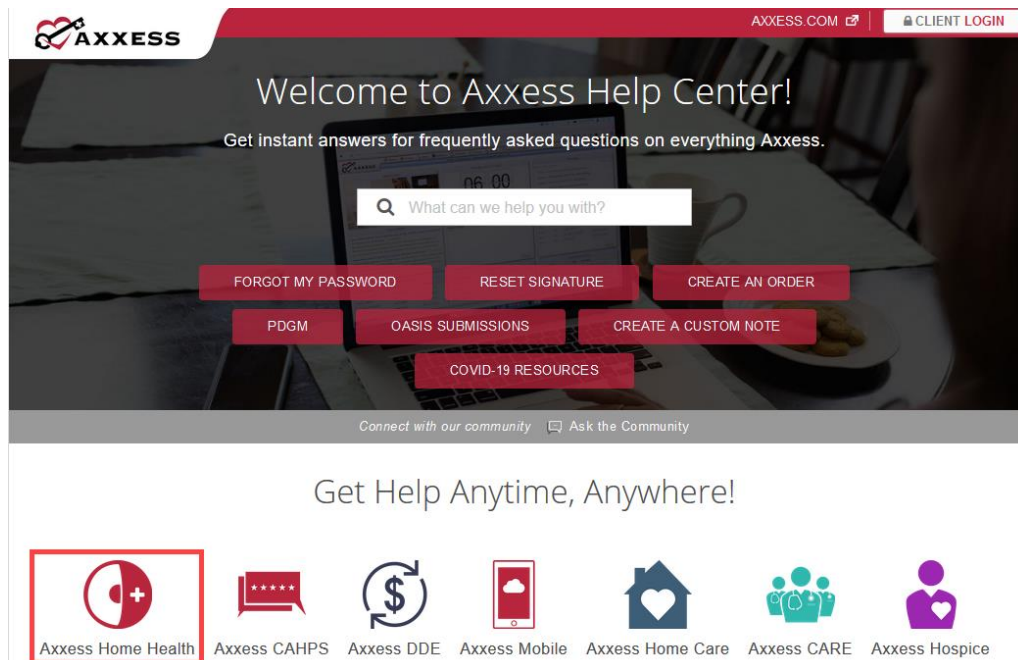 AXXESS
AXXESS.COM
CLIENT LOGIN
Welcome to Axxess Help Center!
Get instant answers for frequently asked questions on everything Axxess.
06 00
What can we help you with?
FORGOT MY PASSWORD
RESET SIGNATURE
CREATE AN ORDER
PDGM
OASIS SUBMISSIONS
CREATE A CUSTOM NOTE
COVID-19 RESOURCES
Connect with our community Ask the Community
Get Help Anytime, Anywhere!
Axxess Home Health
Axxess CAHPS
Axxess DDE
Axxess Mobile
Axxess Home Care
Axxess CARE
Axxess Hospice